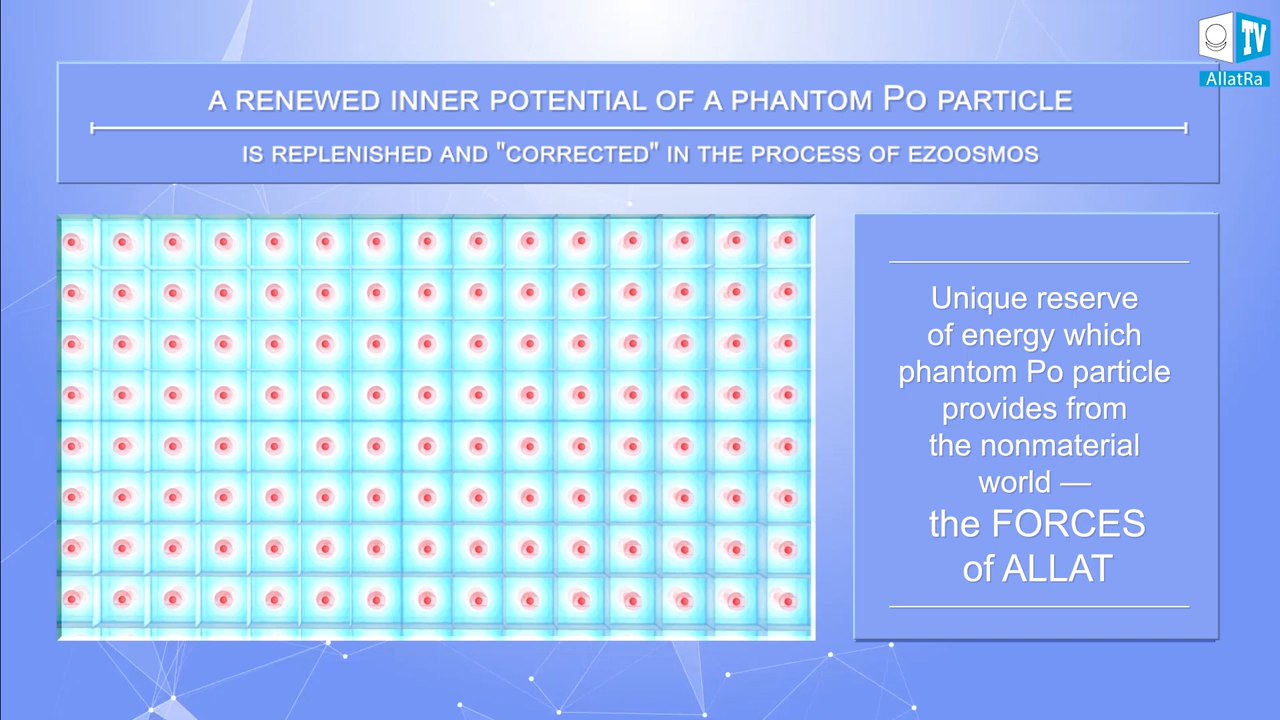 TV
AllatRa
A RENEWED INNER POTENTIAL OF A PHANTOM PO PARTICLE
IS REPLENISHED AND "CORRECTED" IN THE PROCESS OF EZOOSMOS
Unique reserve
of energy which
phantom Po particle
provides from
the nonmaterial
world —
the FORCES
of ALLAT